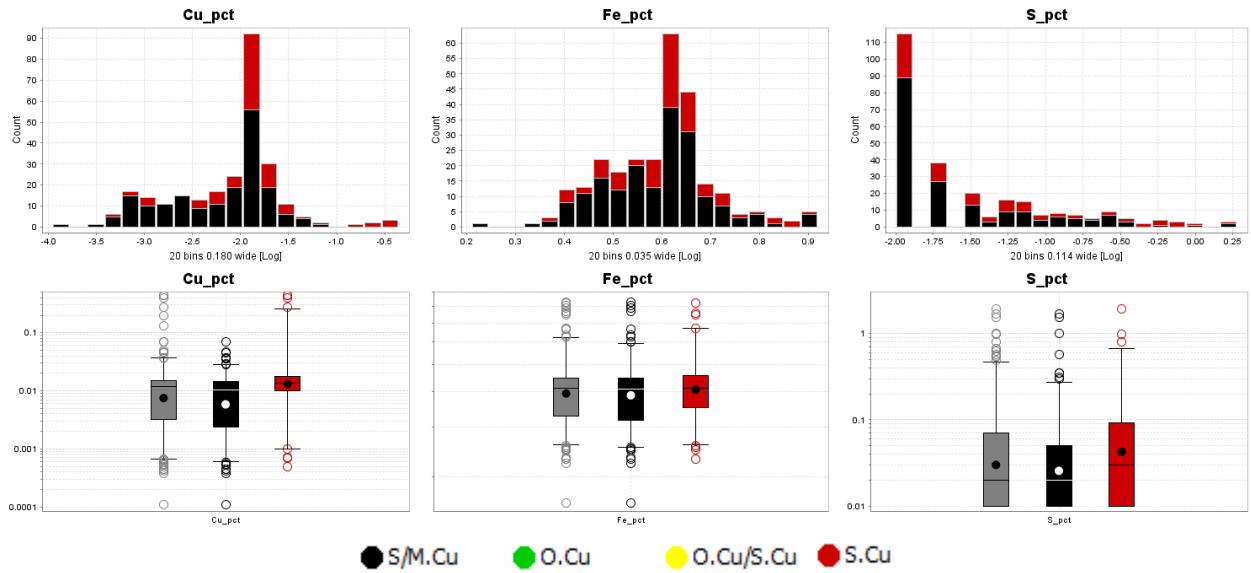 Cu_pct
Fe_pct
S_pct
Count
90
80
70
60
50
40
30
20
10
0
-4.0 -3.5 -3.0 -2.5 -2.0 -1.5 -1.0 -0.5
20 bins 0.180 wide [Log]
Count
60
55
50
45
40
35
30
25
20
15
10
5
0
0.2 0.3 0.4 0.5 0.6 0.7 0.8 0.9
20 bins 0.035 wide [Log]
Count
110
100
90
80
70
60
50
40
30
20
10
0
-2.00 -1.75 -1.50 -1.25 -1.00 -0.75 -0.50 -0.25 0.00 0.25
20 bins 0.114 wide [Log]
Cu_pct
Fe_pct
S_pct
0.1
0.01
0.001
0.0001
Cu_pct
Fe_pct
1
0.1
0.01
S_pct
S/M.Cu
O.Cu
O.Cu/S.Cu
S.Cu